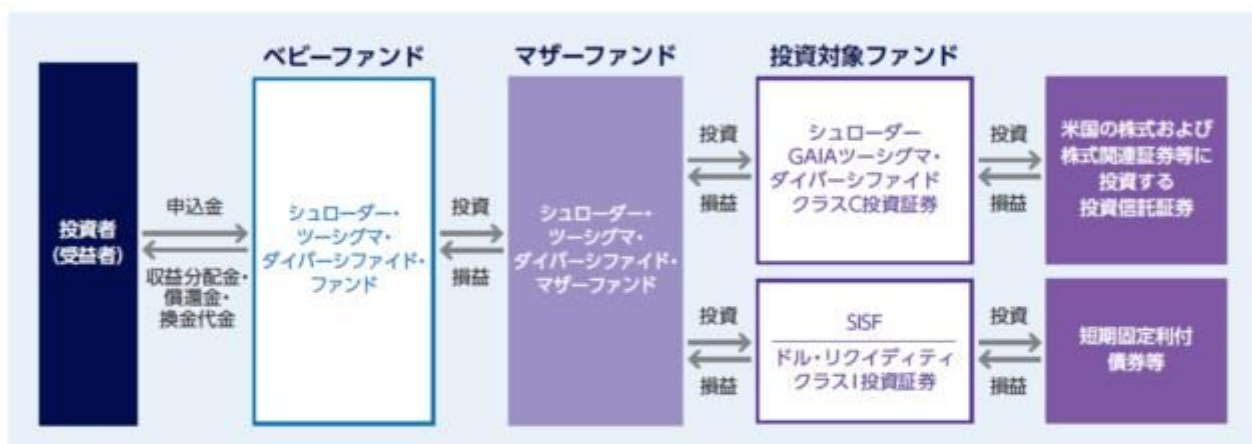 ベビーファンド
マザーファンド
投資対象ファンド
投資者
(受益者)
申込金
収益分配金・
償還金・
換金代金
シュローダー・
ツーシグマ・
ダイバーシファイド・
ファンド
投資
損益
シュローダー・
ツーシグマ・
ダイバーシファイド・
マザーファンド
投資
損益
シュローダー
GAIAツーシグマ・
ダイバーシファイド
クラスC投資証券
投資
損益
米国の株式および
株式関連証券等に
投資する
投資信託証券
投資
損益
SISF
ドル・リクイディティ
クラスI投資証券
投資
損益
短期固定利付
債券等